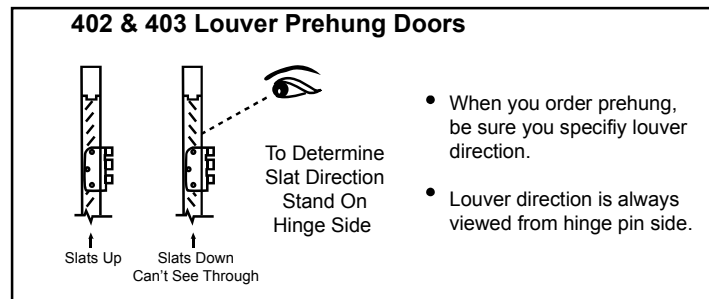 402 & 403 Louver Prehung Doors
To Determine
Slat Direction
Stand On
Hinge Side
Slats Up
Slats Down
Can't See Through
• When you order prehung,
be sure you specifiy louver
direction.
• Louver direction is always
viewed from hinge pin side.